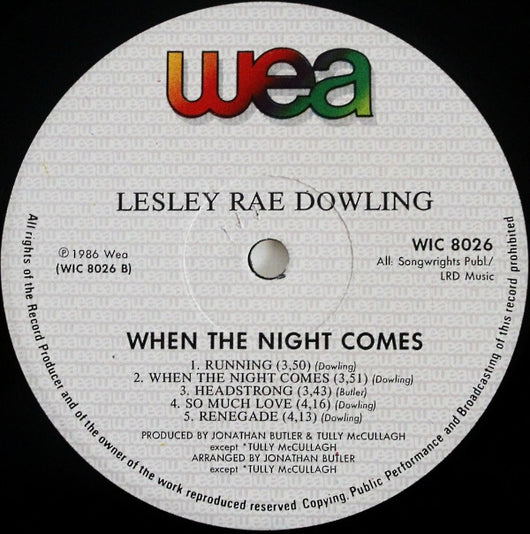 wea
LESLEY RAE DOWLING
℗ 1986 Wea
(WIC 8026 B)
WIC 8026
All: Songwrights Publ./
LRD Music
WHEN THE NIGHT COMES
1. RUNNING (3,50) (Dowling)
2. WHEN THE NIGHT COMES (3,51) (Dowling)
3. HEADSTRONG (3,43) (Butler)
4. SO MUCH LOVE (4,16) (Dowling)
5. RENEGADE (4,13) (Dowling)
PRODUCED BY JONATHAN BUTLER & TULLY McCULLAGH
except *TULLY McCULLAGH
ARRANGED BY JONATHAN BUTLER
except *TULLY McCULLAGH
All rights of the Record Producer and of the owner of the work reproduced reserved Copying. Public Performance and Broadcasting of this record prohibited